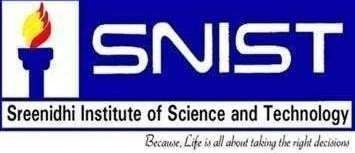 SNIST
Sreenidhi Institute of Science and Technology
Because, Life is all about taking the right decisions